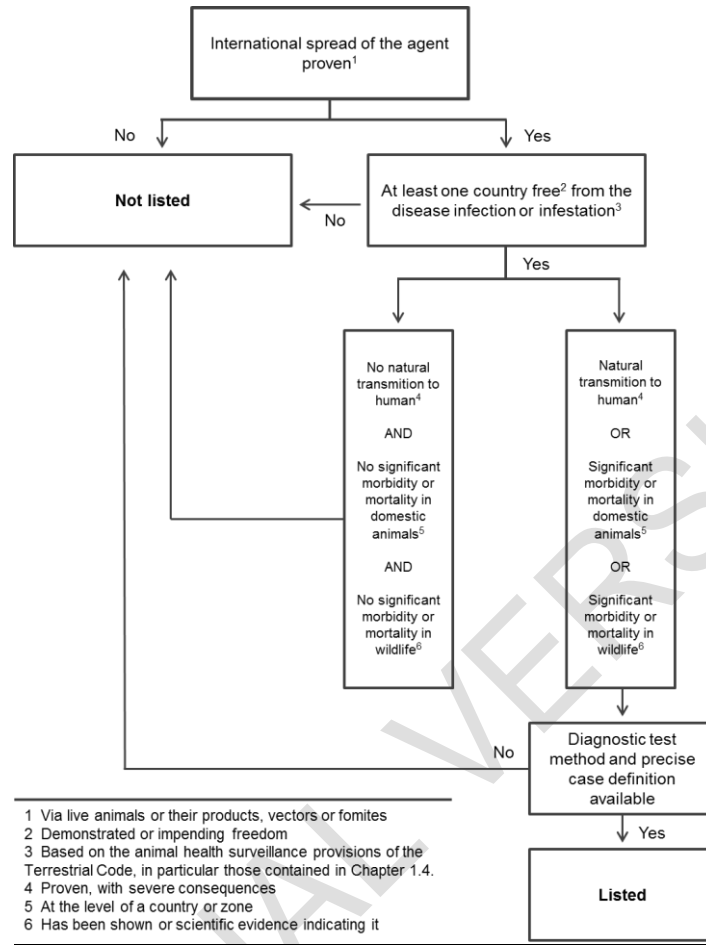 International spread of the agent
proven1
No
Yes
Not listed
At least one country free2 from the
disease infection or infestation3
No
Yes
No natural
transmition to
human4
AND
No significant
morbidity or
mortality in
domestic
animals5
AND
No significant
morbidity or
mortality in
wildlife6
Natural
transmition to
human4
OR
Significant
morbidity or
mortality in
domestic
animals5
OR
Significant
morbidity or
mortality in
wildlife6
No
Diagnostic test
method and precise
case definition
available
Yes
Listed
1 Via live animals or their products, vectors or fomites
2 Demonstrated or impending freedom
3 Based on the animal health surveillance provisions of the
Terrestrial Code, in particular those contained in Chapter 1.4.
4 Proven, with severe consequences
5 At the level of a country or zone
6 Has been shown or scientific evidence indicating it